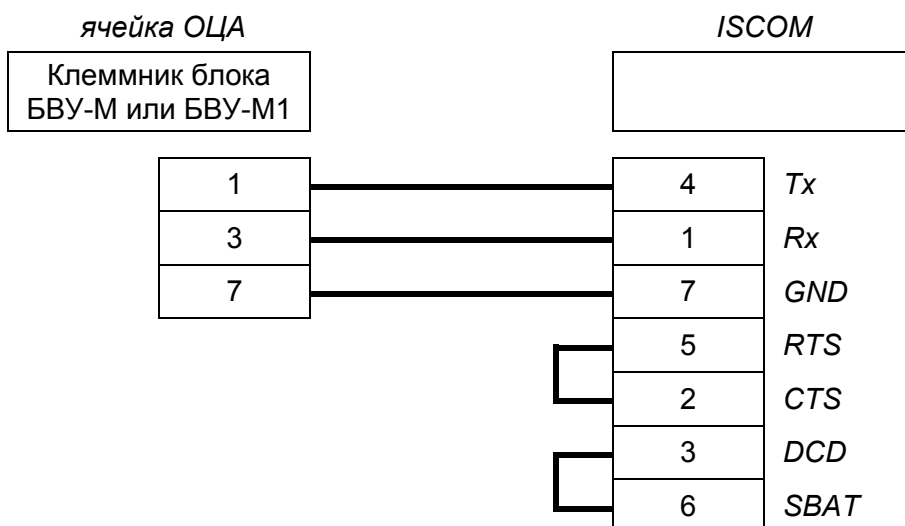 ячейка ОЦА
ISCOM
Клеммник блока
БВУ-М или БВУ-М1
1
4
Tx
3
1
Rx
7
7
GND
5
RTS
2
CTS
3
DCD
6
SBAT